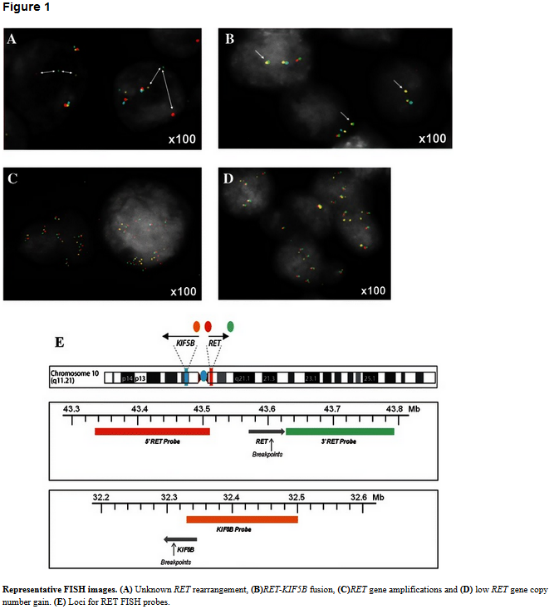 Figure 1
A
B
x100
x100
C
D
x100
x100
E
KIF5B RET
Chromosome 10
(q11.21)
p14 p13
43.3 43.4 43.5 43.6 43.7 43.8 Mb
5'RET Probe RET 3'RET Probe
Breakpoints
32.2 32.3 32.4 32.5 32.6 Mb
KIF5B Probe
KIF5B
Breakpoints
Representative FISH images. (A) Unknown RET rearrangement, (B)RET-KIF5B fusion, (C)RET gene amplifications and (D) low RET gene copy
number gain. (E) Loci for RET FISH probes.